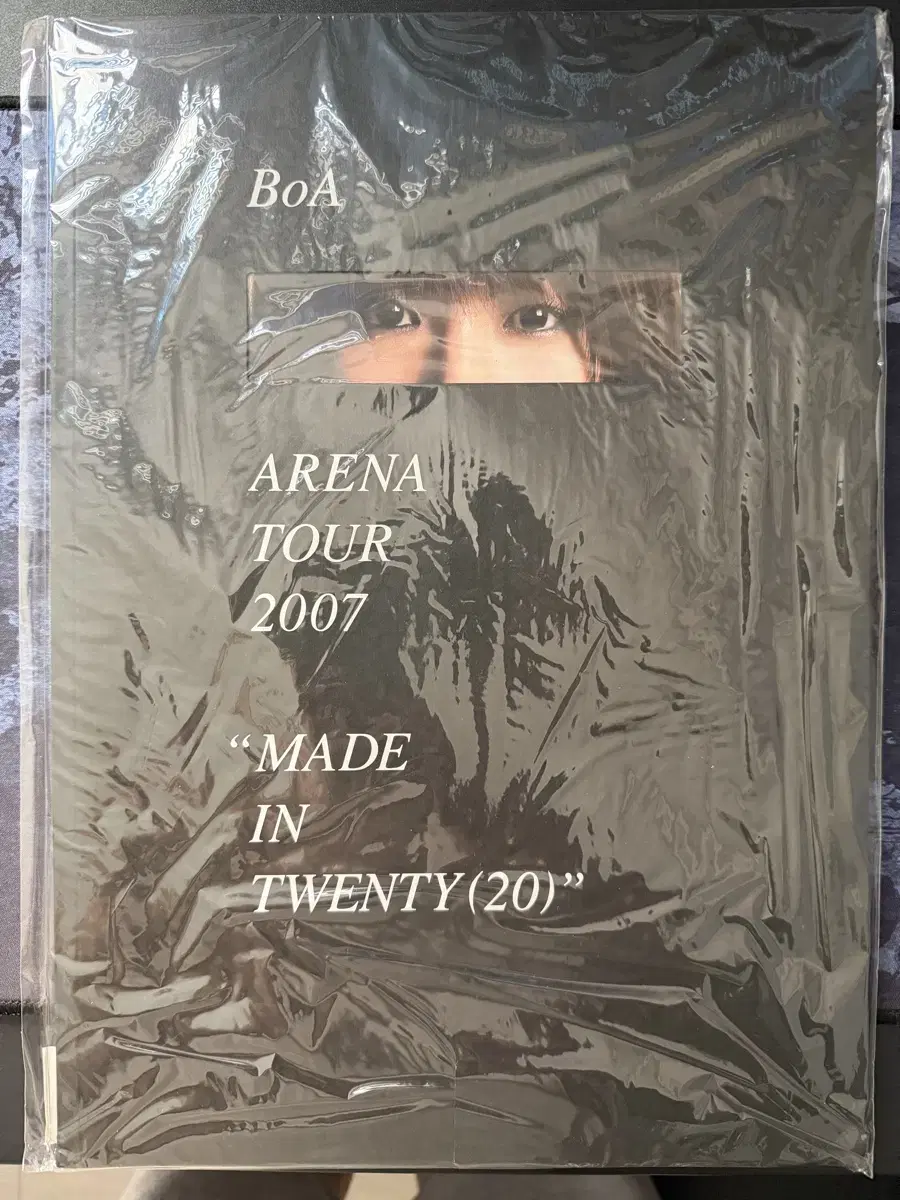 BoA
ARENA
TOUR
2007
“MADE
IN
TWENTY(20)”